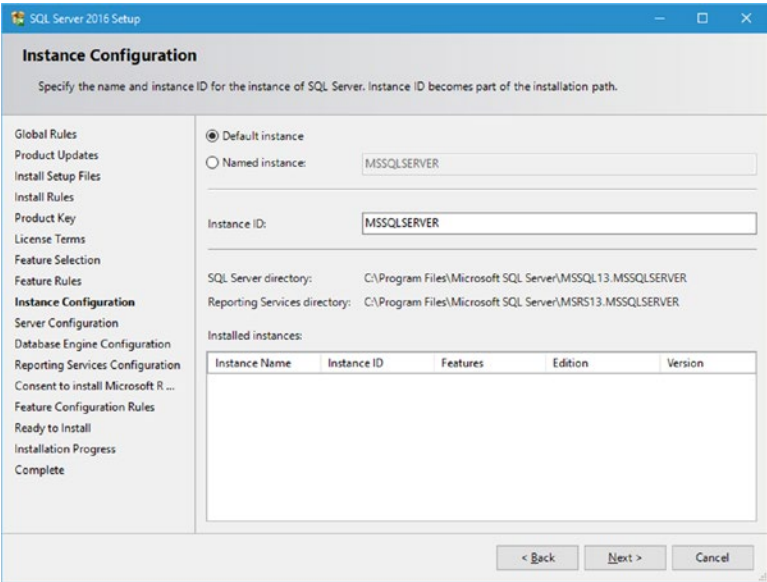 SQL Server 2016 Setup
Instance Configuration
Specify the name and instance ID for the instance of SQL Server. Instance ID becomes part of the installation path.
Global Rules
Product Updates
Install Setup Files
Install Rules
Product Key
License Terms
Feature Selection
Feature Rules
Instance Configuration
Server Configuration
Database Engine Configuration
Reporting Services Configuration
Consent to install Microsoft R ...
Feature Configuration Rules
Ready to Install
Installation Progress
Complete
Default instance
Named instance: MSSQLSERVER
Instance ID: MSSQLSERVER
SQL Server directory: C:\Program Files\Microsoft SQL Server\MSSQL13.MSSQLSERVER
Reporting Services directory: C:\Program Files\Microsoft SQL Server\MSRS13.MSSQLSERVER
Installed instances:
Instance Name Instance ID Features Edition Version
< Back Next > Cancel